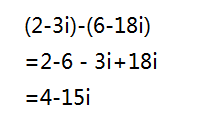 (2-3i)-(6-18i)
=2-6 - 3i+18i
=4-15i